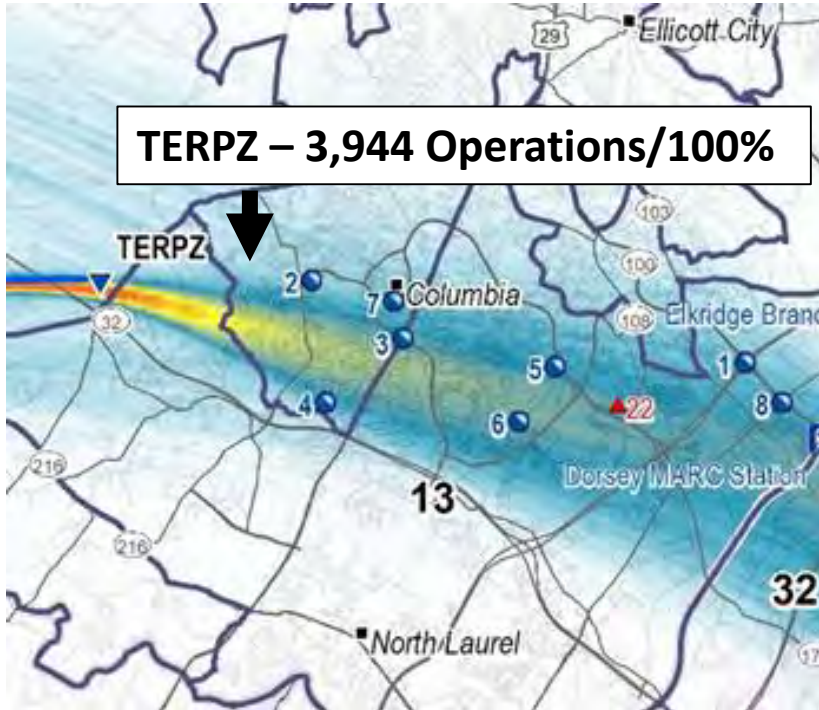 Ellicott City
29
TERPZ – 3,944 Operations/100%
103
TERPZ
100
2
7
Columbia
32
108
Elkridge Branc
3
1
5
4
22
8
6
216
Dorsey MARC Station
13
216
32
North Laurel
17